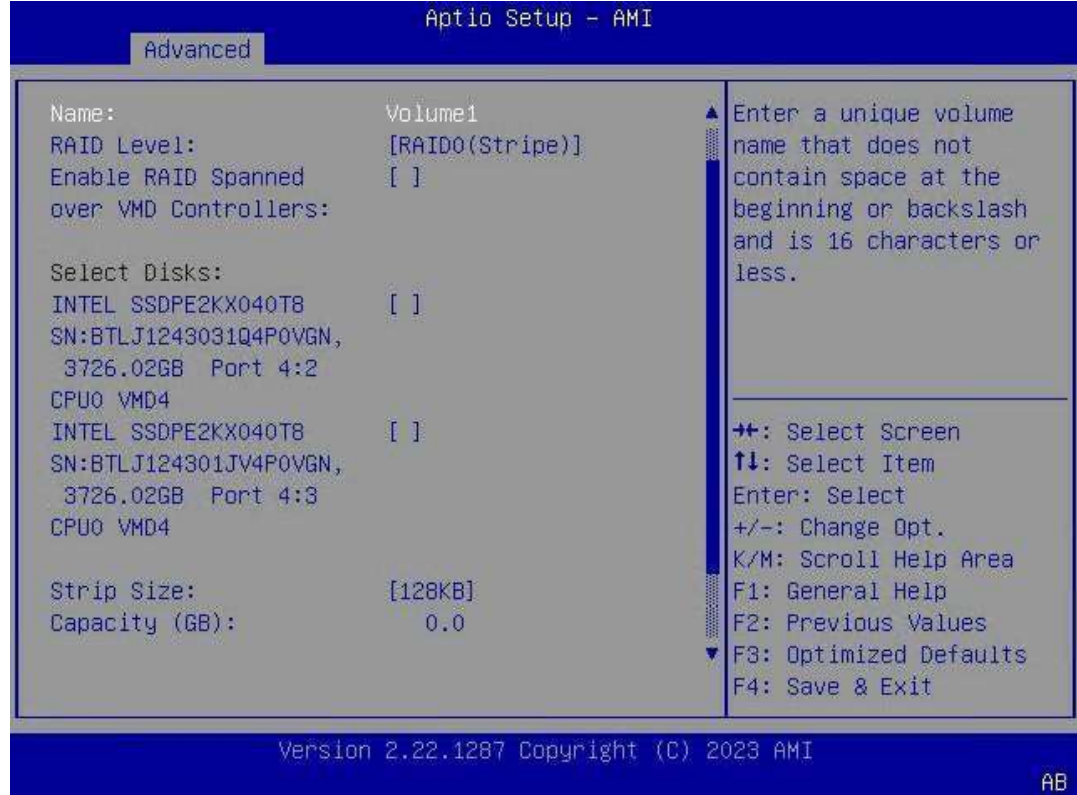 Aptio Setup – AMI
Advanced
Name: Volume1
RAID Level: [RAID0(Stripe)]
Enable RAID Spanned [ ]
over VMD Controllers:
Select Disks:
INTEL SSDPE2KX040T8 [ ]
SN:BTLJ1243031Q4P0VGN,
3726.02GB Port 4:2
CPU0 VMD4
INTEL SSDPE2KX040T8 [ ]
SN:BTLJ124301JV4P0VGN,
3726.02GB Port 4:3
CPU0 VMD4
Strip Size: [128KB]
Capacity (GB): 0.0
Enter a unique volume
name that does not
contain space at the
beginning or backslash
and is 16 characters or
less.
→←: Select Screen
↑↓: Select Item
Enter: Select
+/-: Change Opt.
K/M: Scroll Help Area
F1: General Help
F2: Previous Values
F3: Optimized Defaults
F4: Save & Exit
Version 2.22.1287 Copyright (C) 2023 AMI
AB